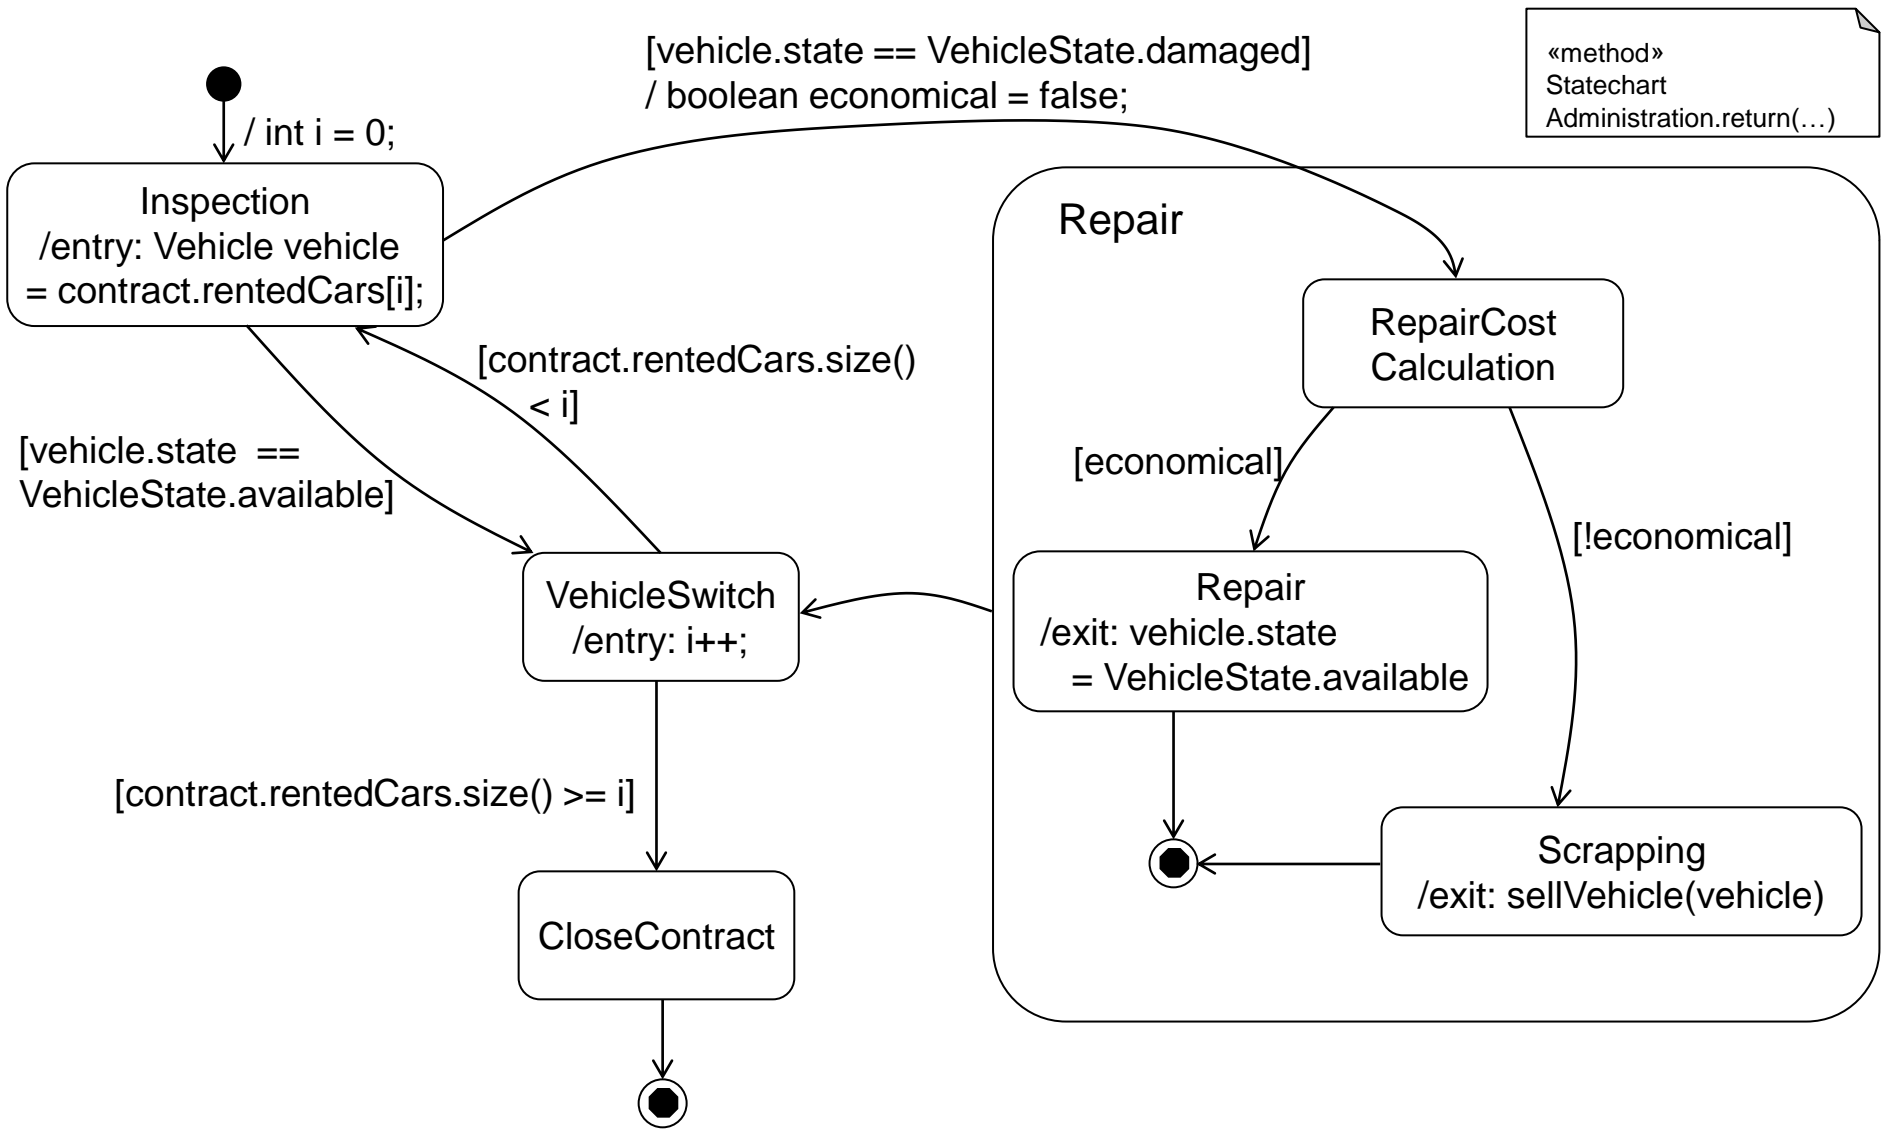 [vehicle.state == VehicleState.damaged]
/ boolean economical = false;
«method»
Statechart
Administration.return(…)
/ int i = 0;
Inspection
/entry: Vehicle vehicle
= contract.rentedCars[i];
Repair
RepairCost
Calculation
[contract.rentedCars.size()
< i]
[vehicle.state ==
VehicleState.available]
[economical]
[!economical]
VehicleSwitch
/entry: i++;
Repair
/exit: vehicle.state
= VehicleState.available
[contract.rentedCars.size() >= i]
Scrapping
/exit: sellVehicle(vehicle)
CloseContract